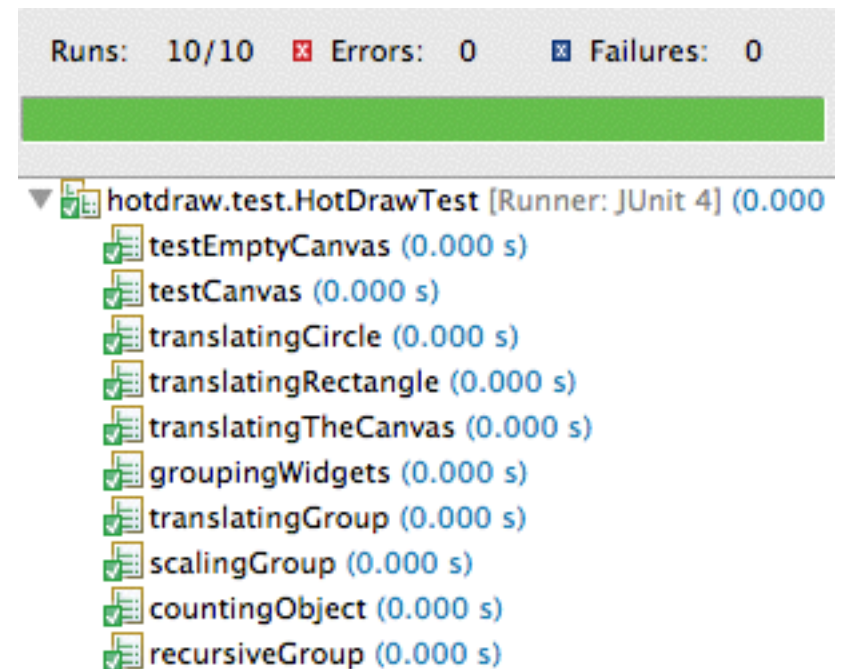 Runs: 10/10 Errors: 0 Failures: 0
hotdraw.test.HotDrawTest [Runner: JUnit 4] (0.000
testEmptyCanvas (0.000 s)
testCanvas (0.000 s)
translatingCircle (0.000 s)
translatingRectangle (0.000 s)
translatingTheCanvas (0.000 s)
groupingWidgets (0.000 s)
translatingGroup (0.000 s)
scalingGroup (0.000 s)
countingObject (0.000 s)
recursiveGroup (0.000 s)